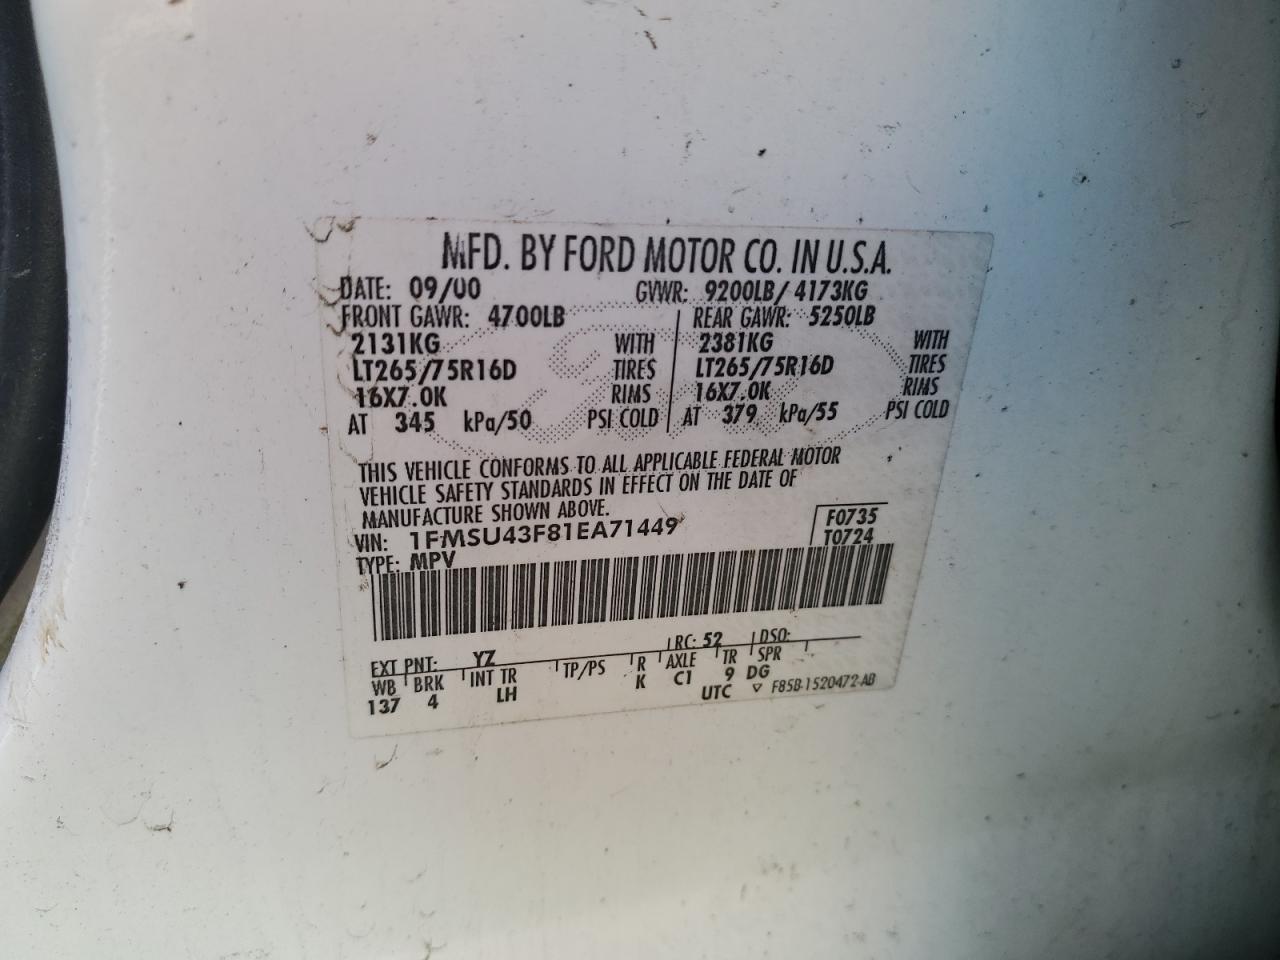 MFD. BY FORD MOTOR CO. IN U.S.A.
DATE: 09/00 GVWR: 9200LB/ 4173KG
FRONT GAWR: 4700LB REAR GAWR: 5250LB
2131KG WITH 2381KG WITH
LT265/75R16D TIRES LT265/75R16D TIRES
16X7.0K RIMS 16X7.0K RIMS
AT 345 kPa/50 PSI COLD AT 379 kPa/55 PSI COLD
THIS VEHICLE CONFORMS TO ALL APPLICABLE FEDERAL MOTOR
VEHICLE SAFETY STANDARDS IN EFFECT ON THE DATE OF
MANUFACTURE SHOWN ABOVE.
VIN: 1FMSU43F81EA71449 F0735
TYPE: MPV T0724
EXT PNT: YZ RC: 52 DSO:
WB BRK INT TR TP/PS R AXLE TR SPR
137 4 LH K C1 9 DG
UTC ▽ F85B-1520472-AB